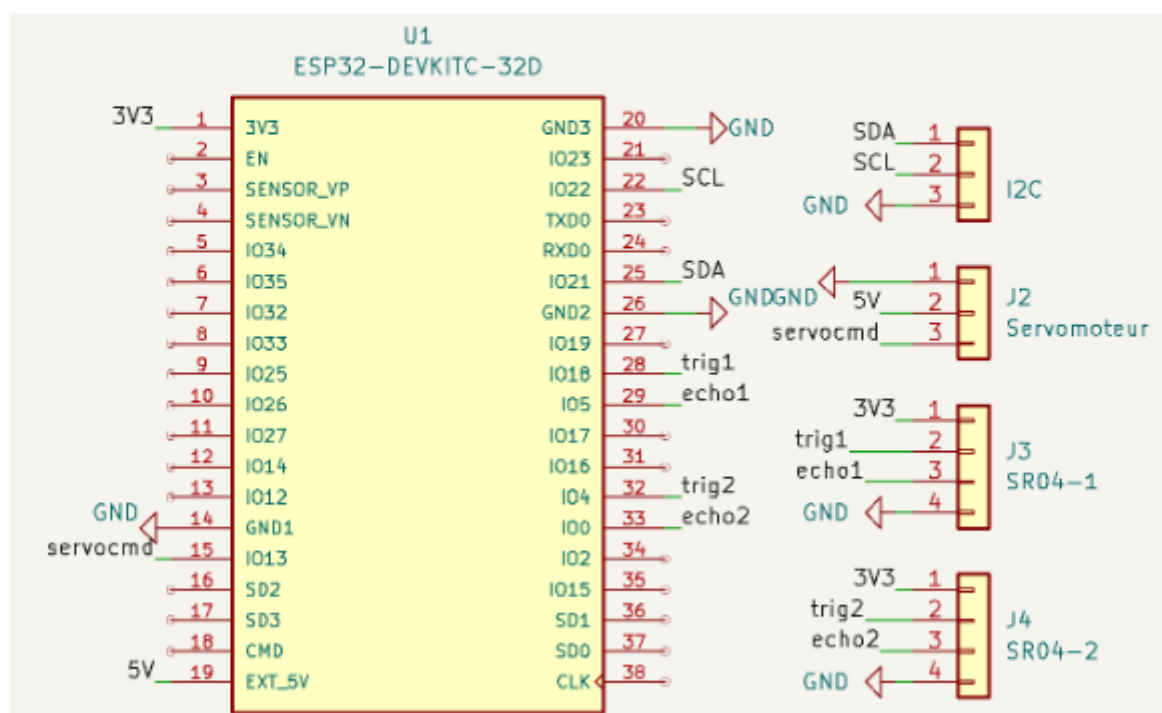 U1
ESP32-DEVKITC-32D
3V3 1 3V3 GND3 20 GND
2 EN IO23 21
3 SENSOR_VP IO22 22 SCL
4 SENSOR_VN TXD0 23
5 IO34 RXD0 24
6 IO35 IO21 25 SDA
7 IO32 GND2 26 GND
8 IO33 IO19 27
9 IO25 IO18 28 trig1
10 IO26 IO5 29 echo1
11 IO27 IO17 30
12 IO14 IO16 31
13 IO12 IO4 32 trig2
GND 14 GND1 IO0 33 echo2
servocmd 15 IO13 IO2 34
16 SD2 IO15 35
17 SD3 SD1 36
18 CMD SD0 37
5V 19 EXT_5V CLK 38
SDA 1
SCL 2
GND 3
I2C
GND 1
5V 2
servocmd 3
J2
Servomoteur
3V3 1
trig1 2
echo1 3
GND 4
J3
SR04-1
3V3 1
trig2 2
echo2 3
GND 4
J4
SR04-2